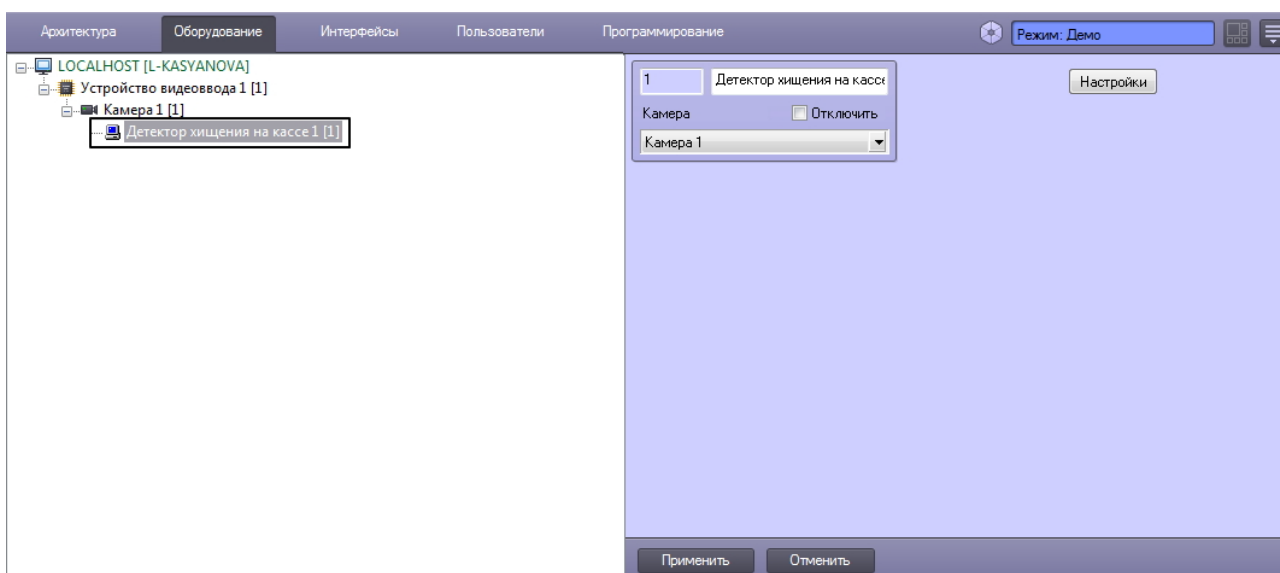 Архитектура Оборудование Интерфейсы Пользователи Программирование Режим: Демо
LOCALHOST [L-KASYANOVA]
Устройство видеоввода 1 [1]
Камера 1 [1]
Детектор хищения на кассе 1 [1]
1 Детектор хищения на кассе Настройки
Камера Отключить
Камера 1
Применить Отменить